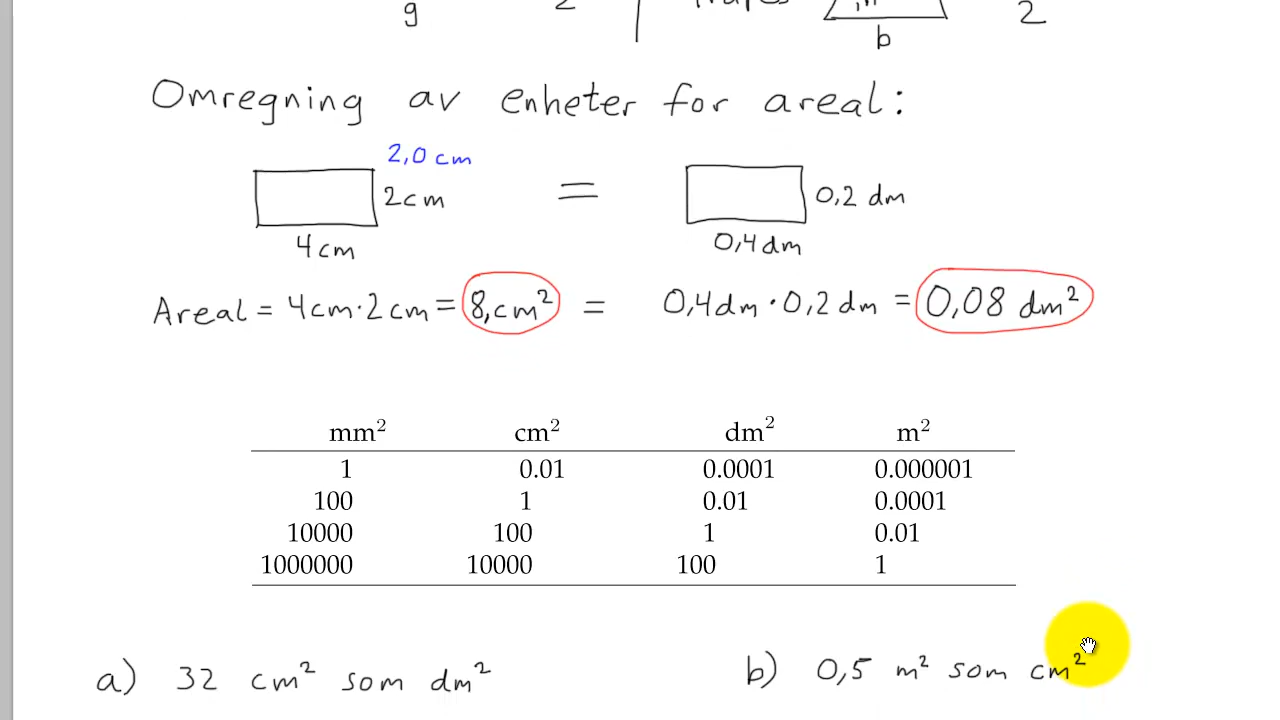 g 2 2
b
Omregning av enheter for areal:
2,0 cm
2cm = 0,2 dm
4cm 0,4dm
Areal = 4cm·2cm = 8,cm² = 0,4dm·0,2dm = 0,08 dm²
mm² cm² dm² m²
1 0.01 0.0001 0.000001
100 1 0.01 0.0001
10000 100 1 0.01
1000000 10000 100 1
a) 32 cm² som dm² b) 0,5 m² som cm²